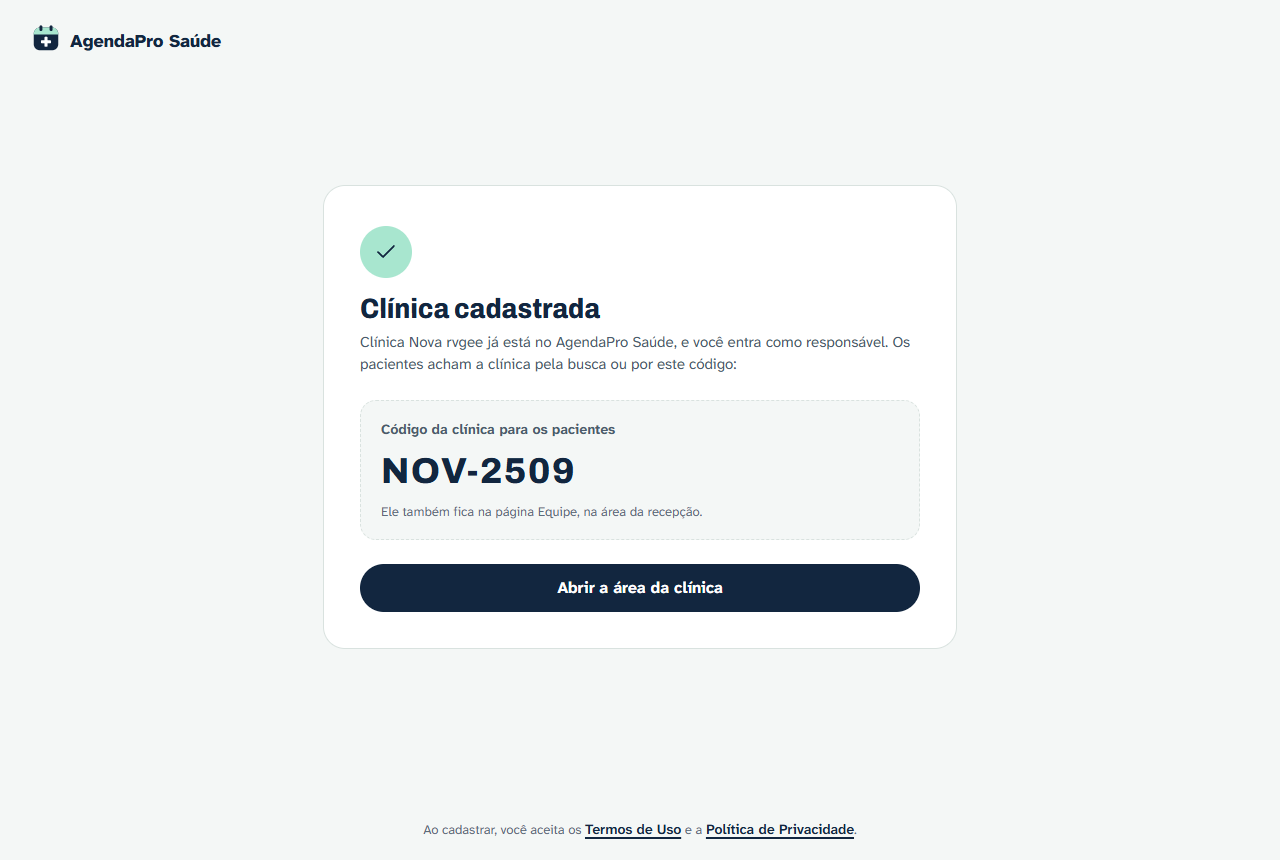 AgendaPro Saúde
Clínica cadastrada
Clínica Nova rvgee já está no AgendaPro Saúde, e você entra como responsável. Os
pacientes acham a clínica pela busca ou por este código:
Código da clínica para os pacientes
NOV-2509
Ele também fica na página Equipe, na área da recepção.
Abrir a área da clínica
Ao cadastrar, você aceita os Termos de Uso e a Política de Privacidade.